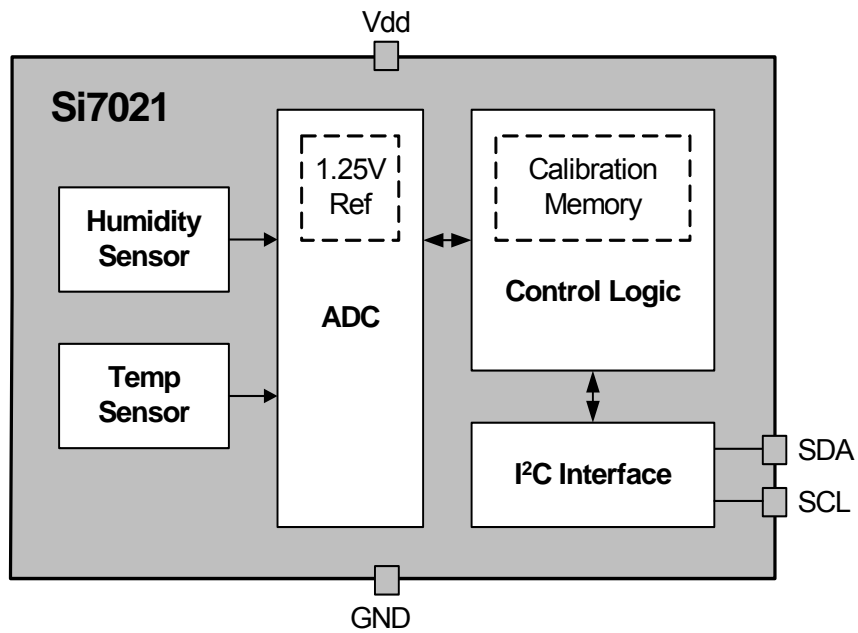 Vdd
Si7021
1.25V
Ref
Calibration
Memory
Humidity
Sensor
ADC
Control Logic
Temp
Sensor
I²C Interface
SDA
SCL
GND